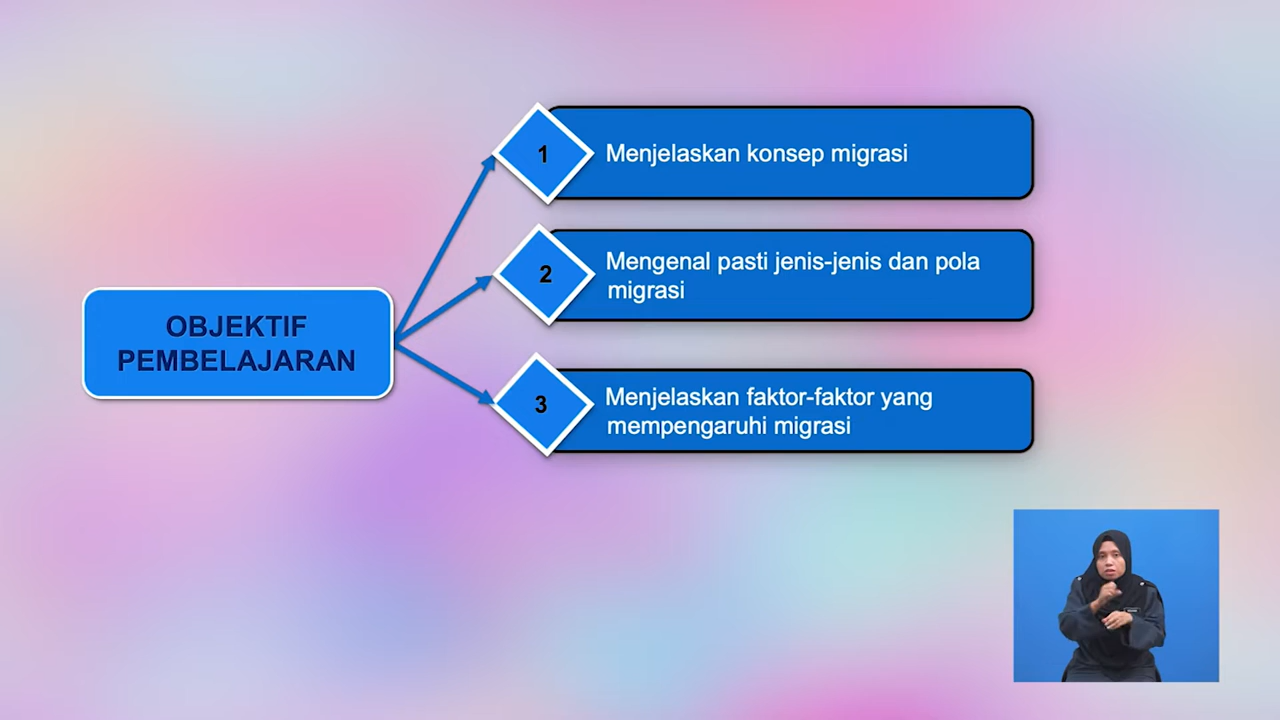 OBJEKTIF
PEMBELAJARAN
1
Menjelaskan konsep migrasi
2
Mengenal pasti jenis-jenis dan pola
migrasi
3
Menjelaskan faktor-faktor yang
mempengaruhi migrasi